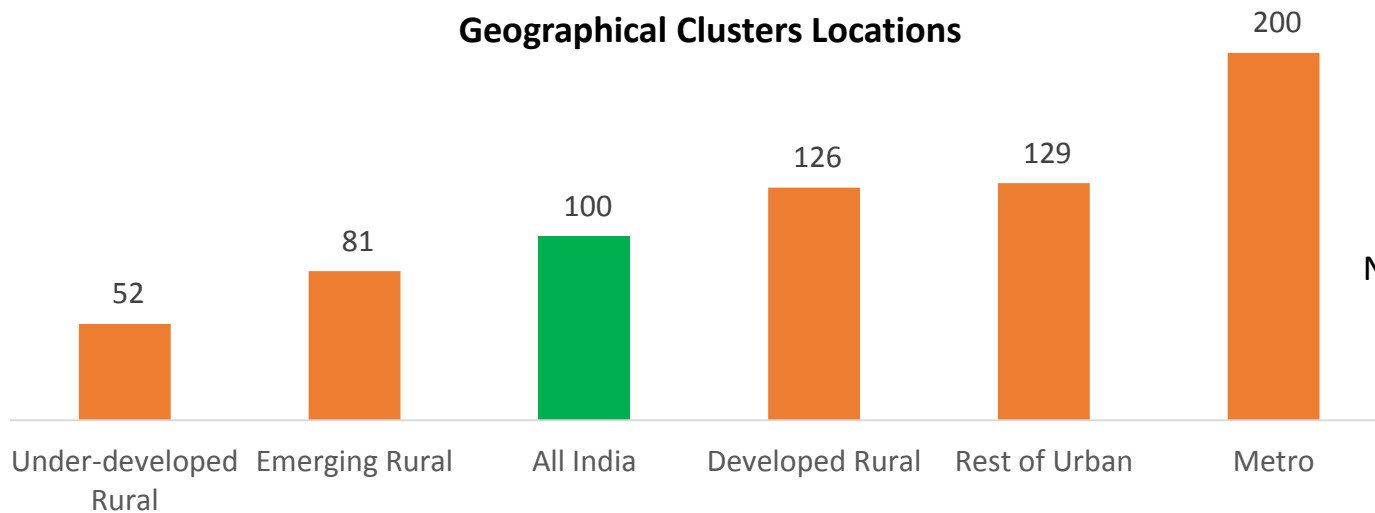 Geographical Clusters Locations
200
126
129
100
81
52
N
Under-developed Rural
Emerging Rural
All India
Developed Rural
Rest of Urban
Metro